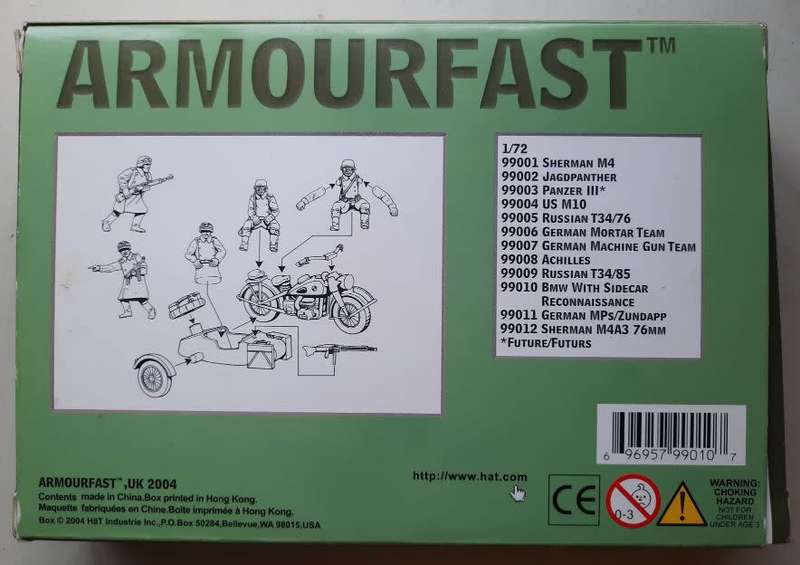 ARMOURFAST™
1/72
99001 SHERMAN M4
99002 JAGDPANTHER
99003 PANZER III*
99004 US M10
99005 RUSSIAN T34/76
99006 GERMAN MORTAR TEAM
99007 GERMAN MACHINE GUN TEAM
99008 ACHILLES
99009 RUSSIAN T34/85
99010 BMW WITH SIDECAR
RECONNAISSANCE
99011 GERMAN MPS/ZUNDAPP
99012 SHERMAN M4A3 76MM
*FUTURE/FUTURS
6 96957 99010 7
ARMOURFAST™,UK 2004
Contents made in China.Box printed in Hong Kong.
Maquette fabriquées en Chine.Boîte imprimée à Hong Kong.
Box © 2004 HäT Industrie Inc.,P.O.Box 50284,Bellevue,WA 98015,USA
http://www.hat.com
CE
0-3
WARNING:
CHOKING
HAZARD
NOT FOR
CHILDREN
UNDER AGE 3